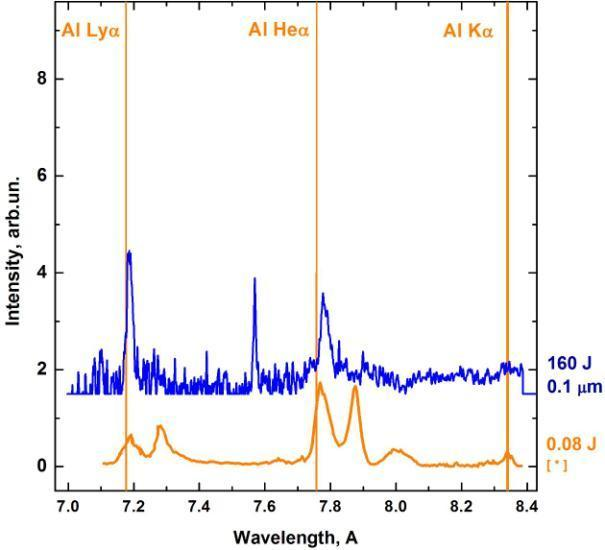 Al Lyα
Al Heα
Al Kα
8
6
4
2
0
Intensity, arb.un.
160 J
0.1 μm
0.08 J
[*]
7.0 7.2 7.4 7.6 7.8 8.0 8.2 8.4
Wavelength, A